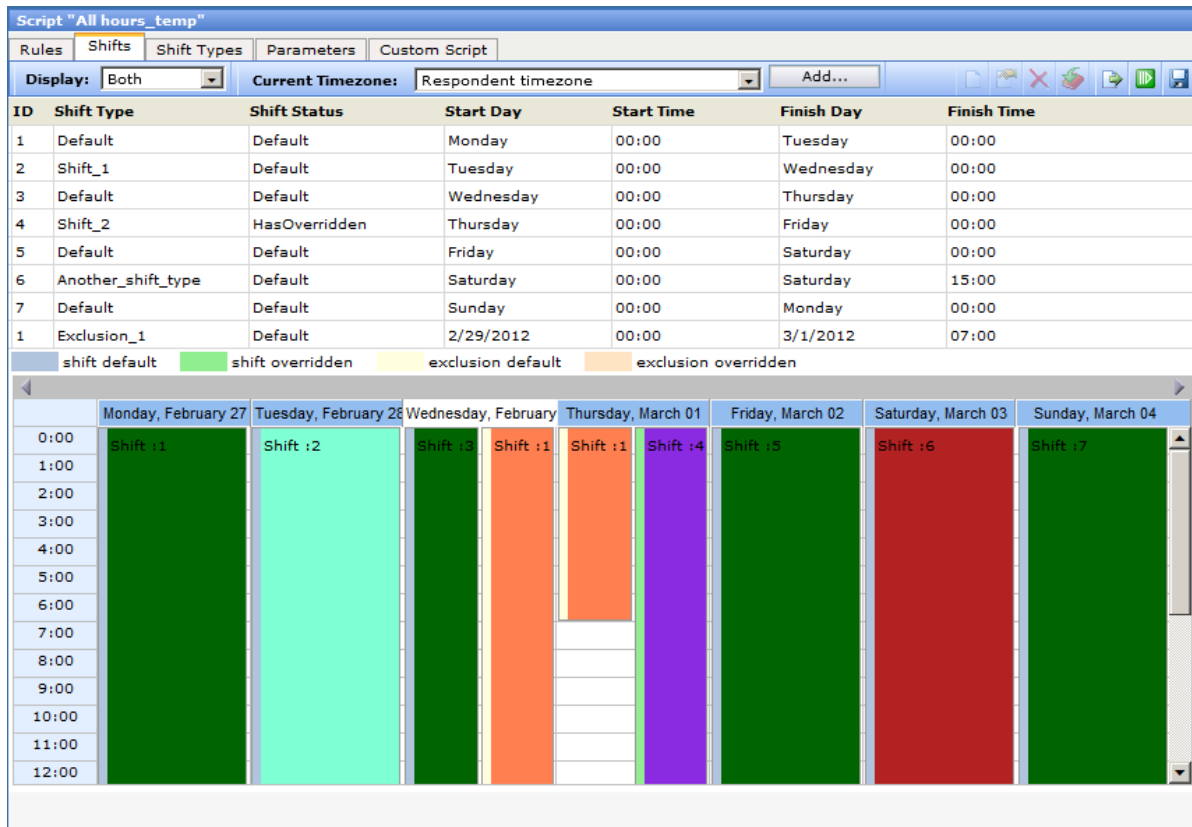 Script "All hours_temp"
Rules Shifts Shift Types Parameters Custom Script
Display: Both Current Timezone: Respondent timezone Add...
ID Shift Type Shift Status Start Day Start Time Finish Day Finish Time
1 Default Default Monday 00:00 Tuesday 00:00
2 Shift_1 Default Tuesday 00:00 Wednesday 00:00
3 Default Default Wednesday 00:00 Thursday 00:00
4 Shift_2 HasOverridden Thursday 00:00 Friday 00:00
5 Default Default Friday 00:00 Saturday 00:00
6 Another_shift_type Default Saturday 00:00 Saturday 15:00
7 Default Default Sunday 00:00 Monday 00:00
1 Exclusion_1 Default 2/29/2012 00:00 3/1/2012 07:00
shift default shift overridden exclusion default exclusion overridden
Monday, February 27 Tuesday, February 28 Wednesday, February Thursday, March 01 Friday, March 02 Saturday, March 03 Sunday, March 04
0:00 Shift :1 Shift :2 Shift :3 Shift :1 Shift :1 Shift :4 Shift :5 Shift :6 Shift :7
1:00
2:00
3:00
4:00
5:00
6:00
7:00
8:00
9:00
10:00
11:00
12:00